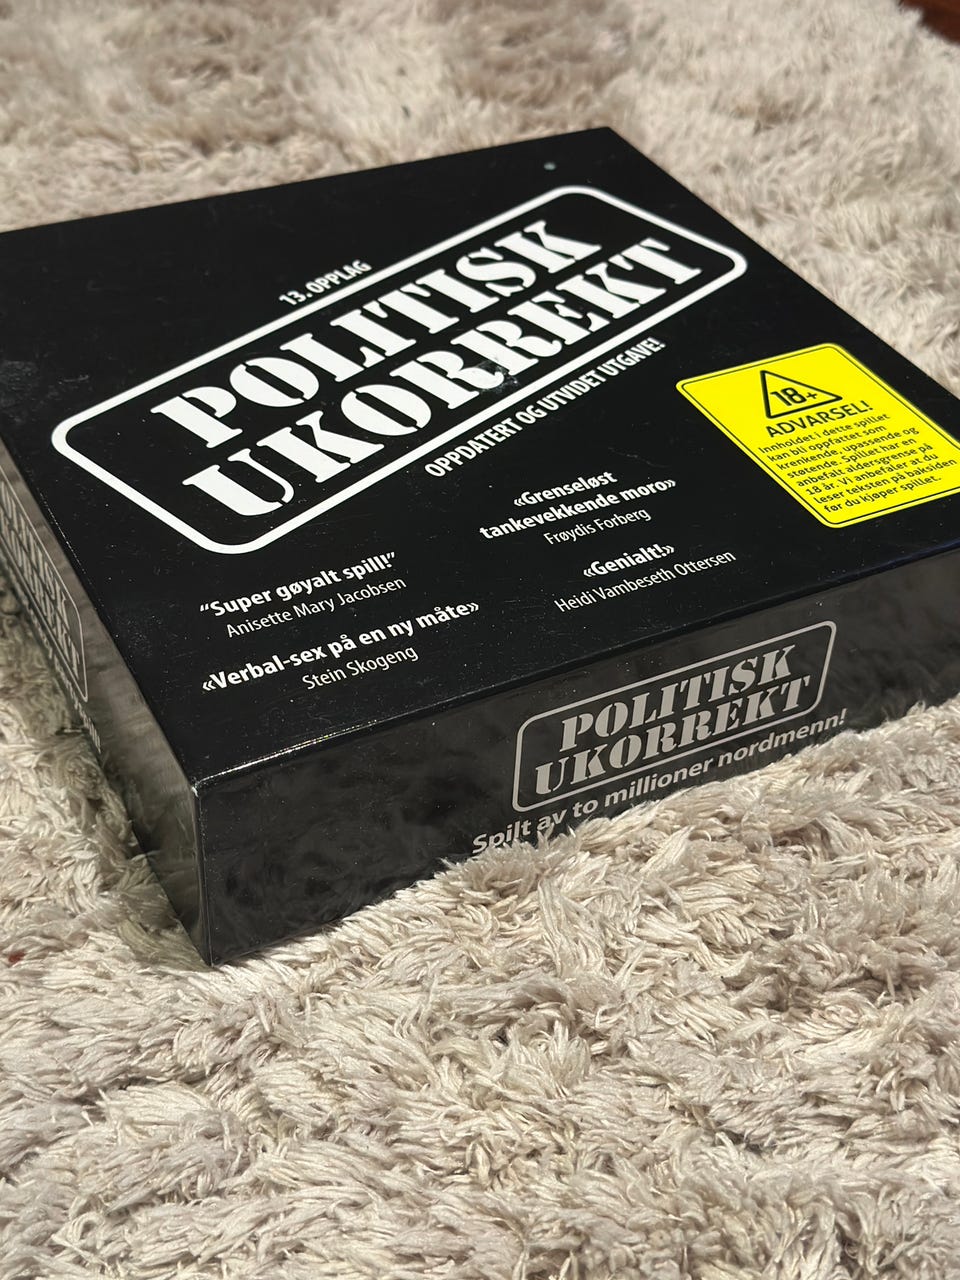 13. OPPLAG
POLITISK
UKORREKT
OPPDATERT OG UTVIDET UTGAVE!
18+
ADVARSEL!
Innholdet i dette spillet
kan bli oppfattet som
krenkende, upassende og
støtende. Spillet har en
anbefalt aldersgrense på
18 år. Vi anbefaler at du
leser teksten på baksiden
før du kjøper spillet.
«Grenseløst
tankevekkende moro»
Frøydis Forberg
“Super gøyalt spill!”
Anisette Mary Jacobsen
«Genialt!»
Heidi Vambeseth Ottersen
«Verbal-sex på en ny måte»
Stein Skogeng
POLITISK
UKORREKT
Spilt av to millioner nordmenn!